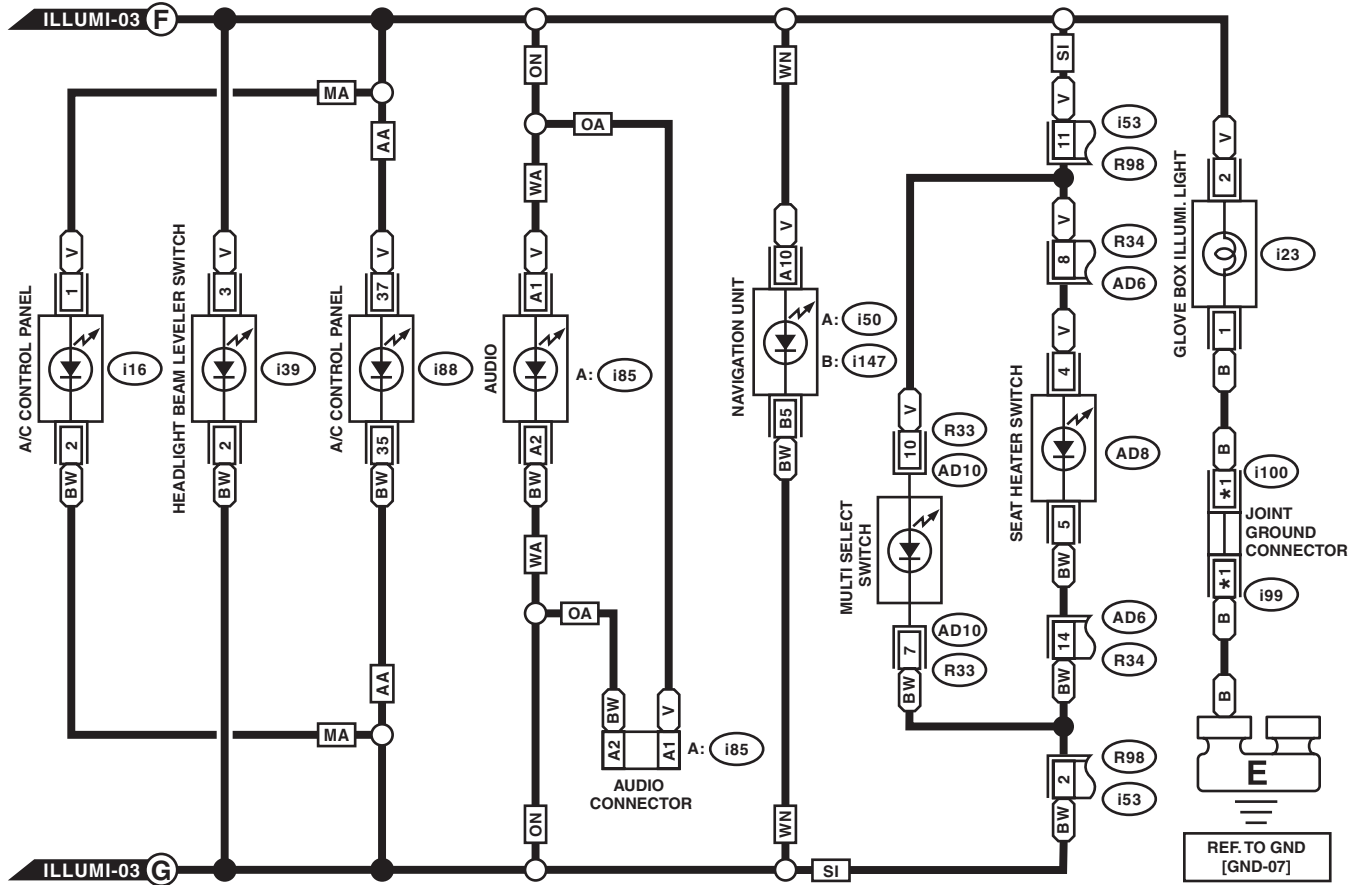 ILLUMI-03 F
ON
WN
SI
V
11
i53
R98
MA
AA
OA
WA
V
2
GLOVE BOX ILLUMI. LIGHT
i23
1
B
V
8
R34
AD6
V
1
A/C CONTROL PANEL
i16
2
BW
V
3
HEADLIGHT BEAM LEVELER SWITCH
i39
2
BW
V
37
A/C CONTROL PANEL
i88
35
BW
V
A1
AUDIO
A: i85
A2
BW
V
A10
NAVIGATION UNIT
A: i50
B: i147
B5
BW
V
4
SEAT HEATER SWITCH
AD8
5
BW
V
10
R33
AD10
MULTI SELECT
SWITCH
7
AD10
R33
BW
B
*1
i100
JOINT
GROUND
CONNECTOR
*1
i99
B
WA
OA
14
AD6
R34
BW
AA
MA
BW
V
A2
A1
A: i85
AUDIO
CONNECTOR
2
R98
i53
BW
B
E
REF. TO GND
[GND-07]
ON
WN
SI
ILLUMI-03 G